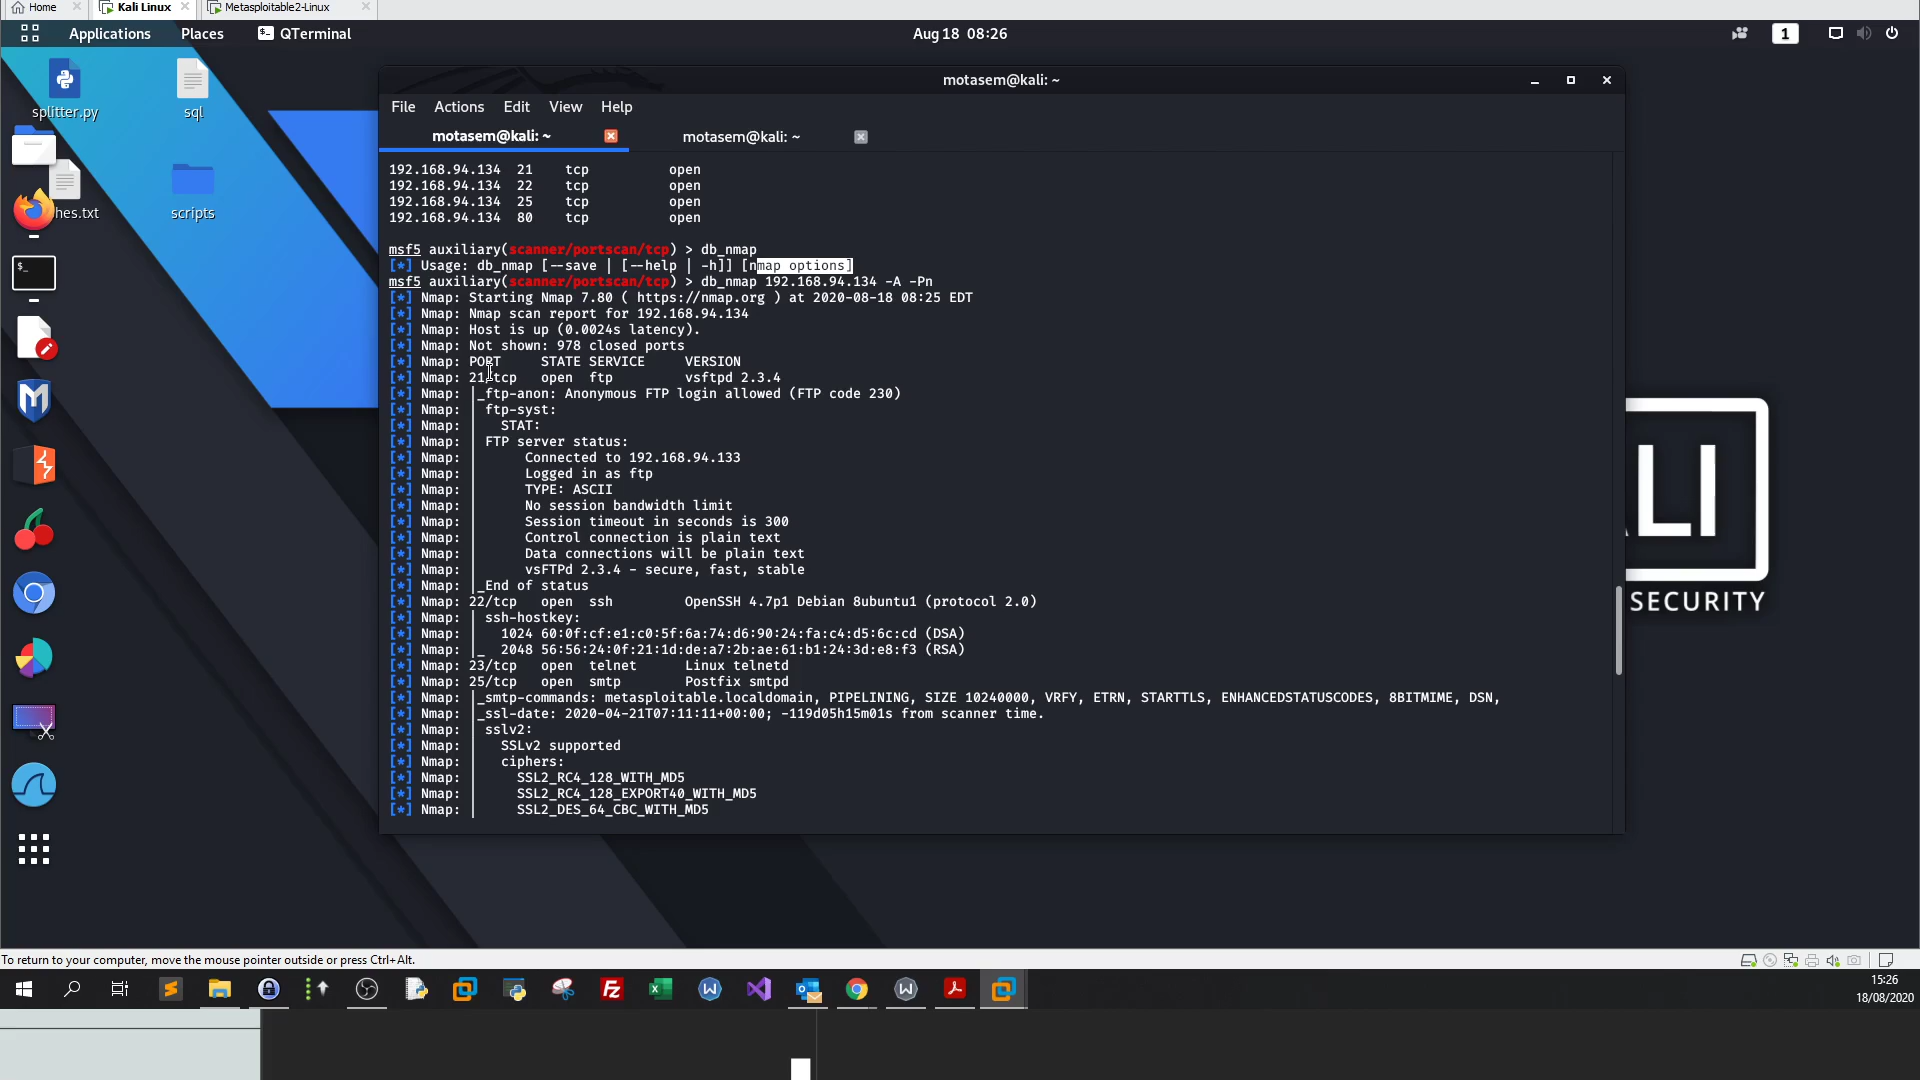 Home
Kali Linux
Metasploitable2-Linux
Applications Places QTerminal
Aug 18 08:26
1
splitter.py
sql
hes.txt
scripts
motasem@kali: ~
File Actions Edit View Help
motasem@kali: ~
motasem@kali: ~
192.168.94.134 21 tcp open
192.168.94.134 22 tcp open
192.168.94.134 25 tcp open
192.168.94.134 80 tcp open
msf5 auxiliary(scanner/portscan/tcp) > db_nmap
[*] Usage: db_nmap [--save | [--help | -h]] [nmap options]
msf5 auxiliary(scanner/portscan/tcp) > db_nmap 192.168.94.134 -A -Pn
[*] Nmap: Starting Nmap 7.80 ( https://nmap.org ) at 2020-08-18 08:25 EDT
[*] Nmap: Nmap scan report for 192.168.94.134
[*] Nmap: Host is up (0.0024s latency).
[*] Nmap: Not shown: 978 closed ports
[*] Nmap: PORT STATE SERVICE VERSION
[*] Nmap: 21/tcp open ftp vsftpd 2.3.4
[*] Nmap: |_ftp-anon: Anonymous FTP login allowed (FTP code 230)
[*] Nmap: | ftp-syst:
[*] Nmap: | STAT:
[*] Nmap: | FTP server status:
[*] Nmap: | Connected to 192.168.94.133
[*] Nmap: | Logged in as ftp
[*] Nmap: | TYPE: ASCII
[*] Nmap: | No session bandwidth limit
[*] Nmap: | Session timeout in seconds is 300
[*] Nmap: | Control connection is plain text
[*] Nmap: | Data connections will be plain text
[*] Nmap: | vsFTPd 2.3.4 - secure, fast, stable
[*] Nmap: |_End of status
[*] Nmap: 22/tcp open ssh OpenSSH 4.7p1 Debian 8ubuntu1 (protocol 2.0)
[*] Nmap: | ssh-hostkey:
[*] Nmap: | 1024 60:0f:cf:e1:c0:5f:6a:74:d6:90:24:fa:c4:d5:6c:cd (DSA)
[*] Nmap: |_ 2048 56:56:24:0f:21:1d:de:a7:2b:ae:61:b1:24:3d:e8:f3 (RSA)
[*] Nmap: 23/tcp open telnet Linux telnetd
[*] Nmap: 25/tcp open smtp Postfix smtpd
[*] Nmap: |_smtp-commands: metasploitable.localdomain, PIPELINING, SIZE 10240000, VRFY, ETRN, STARTTLS, ENHANCEDSTATUSCODES, 8BITMIME, DSN,
[*] Nmap: |_ssl-date: 2020-04-21T07:11:11+00:00; -119d05h15m01s from scanner time.
[*] Nmap: | sslv2:
[*] Nmap: | SSLv2 supported
[*] Nmap: | ciphers:
[*] Nmap: | SSL2_RC4_128_WITH_MD5
[*] Nmap: | SSL2_RC4_128_EXPORT40_WITH_MD5
[*] Nmap: | SSL2_DES_64_CBC_WITH_MD5
LI
SECURITY
To return to your computer, move the mouse pointer outside or press Ctrl+Alt.
15:26
18/08/2020